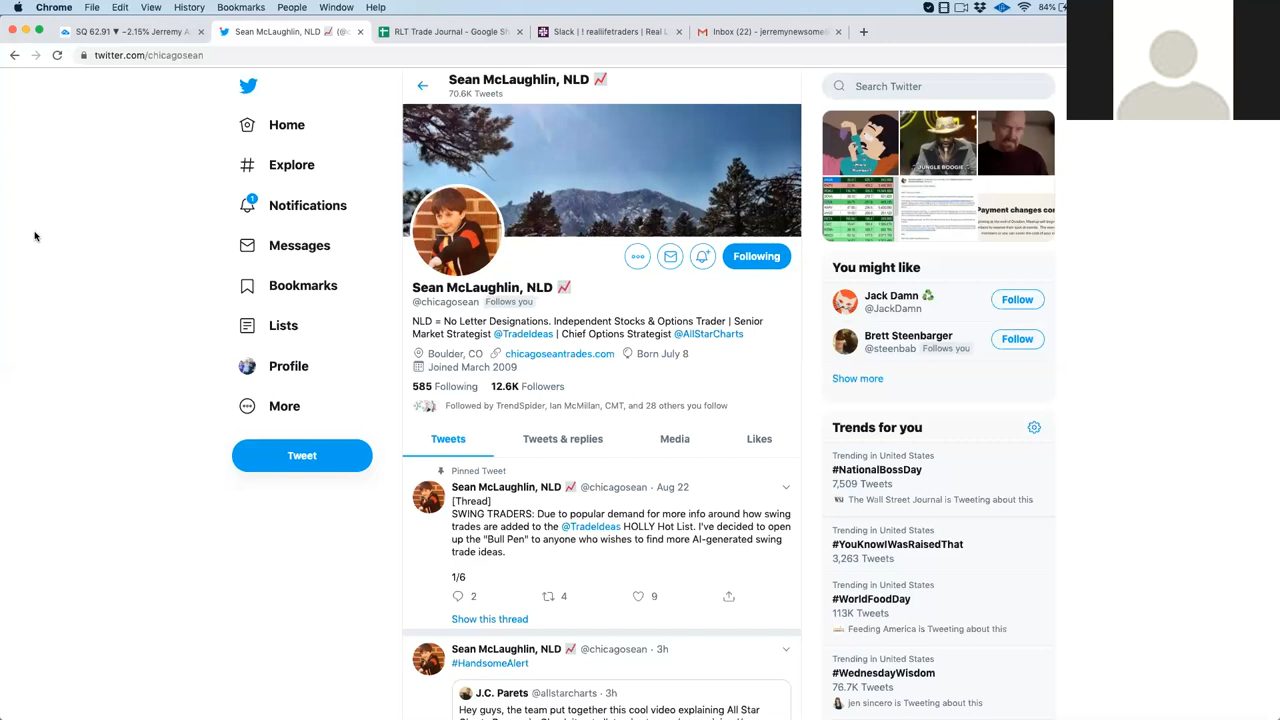 Chrome File Edit View History Bookmarks People Window Help
84%
SQ 62.91 ▼ −2.15% Jerremy A
Sean McLaughlin, NLD 📈 (@c
RLT Trade Journal - Google Sh
Slack | ! reallifetraders | Real L
Inbox (22) - jerremynewsome@
twitter.com/chicagosean
Home
Explore
1
Notifications
Messages
Bookmarks
Lists
Profile
More
Tweet
Sean McLaughlin, NLD 📈
70.6K Tweets
Following
Sean McLaughlin, NLD 📈
@chicagosean Follows you
NLD = No Letter Designations. Independent Stocks & Options Trader | Senior
Market Strategist @TradeIdeas | Chief Options Strategist @AllStarCharts
Boulder, CO chicagoseantrades.com Born July 8
Joined March 2009
585 Following 12.6K Followers
Followed by TrendSpider, Ian McMillan, CMT, and 28 others you follow
Tweets Tweets & replies Media Likes
Pinned Tweet
Sean McLaughlin, NLD 📈 @chicagosean · Aug 22
[Thread]
SWING TRADERS: Due to popular demand for more info around how swing
trades are added to the @TradeIdeas HOLLY Hot List. I've decided to open
up the "Bull Pen" to anyone who wishes to find more AI-generated swing
trade ideas.
1/6
2 4 9
Show this thread
Sean McLaughlin, NLD 📈 @chicagosean · 3h
#HandsomeAlert
J.C. Parets @allstarcharts · 3h
Hey guys, the team put together this cool video explaining All Star
Search Twitter
JUNGLE BOOGIE
Payment changes con
You might like
Jack Damn ♻
@JackDamn
Follow
Brett Steenbarger
@steenbab Follows you
Follow
Show more
Trends for you
Trending in United States
#NationalBossDay
7,509 Tweets
The Wall Street Journal is Tweeting about this
Trending in United States
#YouKnowIWasRaisedThat
3,263 Tweets
Trending in United States
#WorldFoodDay
113K Tweets
Feeding America is Tweeting about this
Trending in United States
#WednesdayWisdom
76.7K Tweets
jen sincero is Tweeting about this